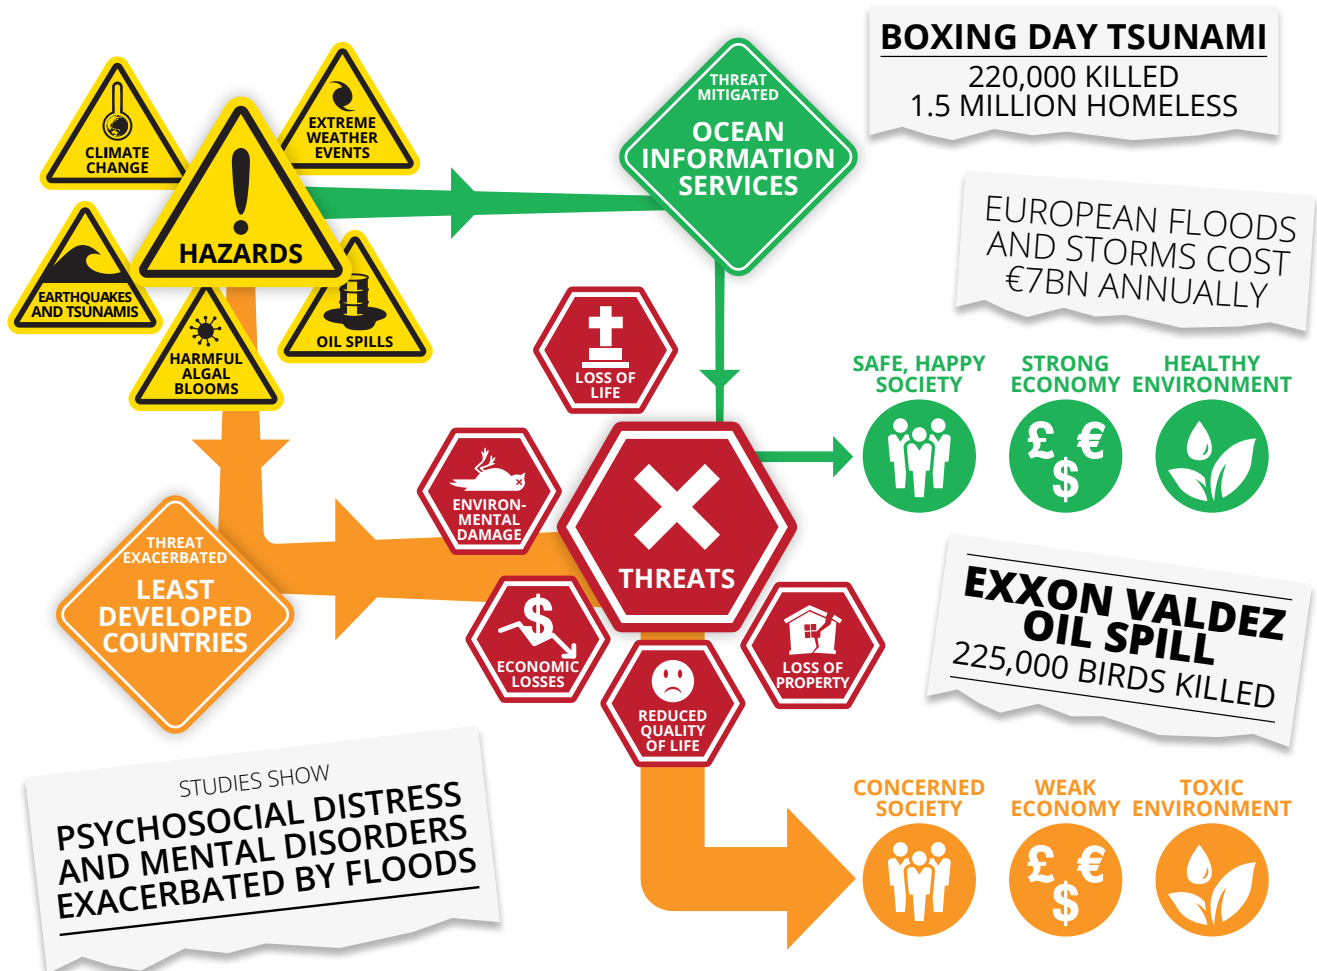 CLIMATE
CHANGE
EXTREME
WEATHER
EVENTS
HAZARDS
EARTHQUAKES
AND TSUNAMIS
HARMFUL
ALGAL
BLOOMS
OIL SPILLS
THREAT
MITIGATED
OCEAN
INFORMATION
SERVICES
BOXING DAY TSUNAMI
220,000 KILLED
1.5 MILLION HOMELESS
EUROPEAN FLOODS
AND STORMS COST
€7BN ANNUALLY
LOSS OF
LIFE
ENVIRON-
MENTAL
DAMAGE
THREATS
ECONOMIC
LOSSES
REDUCED
QUALITY
OF LIFE
LOSS OF
PROPERTY
SAFE, HAPPY
SOCIETY
STRONG
ECONOMY
HEALTHY
ENVIRONMENT
£ €
$
THREAT
EXACERBATED
LEAST
DEVELOPED
COUNTRIES
$
EXXON VALDEZ
OIL SPILL
225,000 BIRDS KILLED
STUDIES SHOW
PSYCHOSOCIAL DISTRESS
AND MENTAL DISORDERS
EXACERBATED BY FLOODS
CONCERNED
SOCIETY
WEAK
ECONOMY
TOXIC
ENVIRONMENT
£ €
$